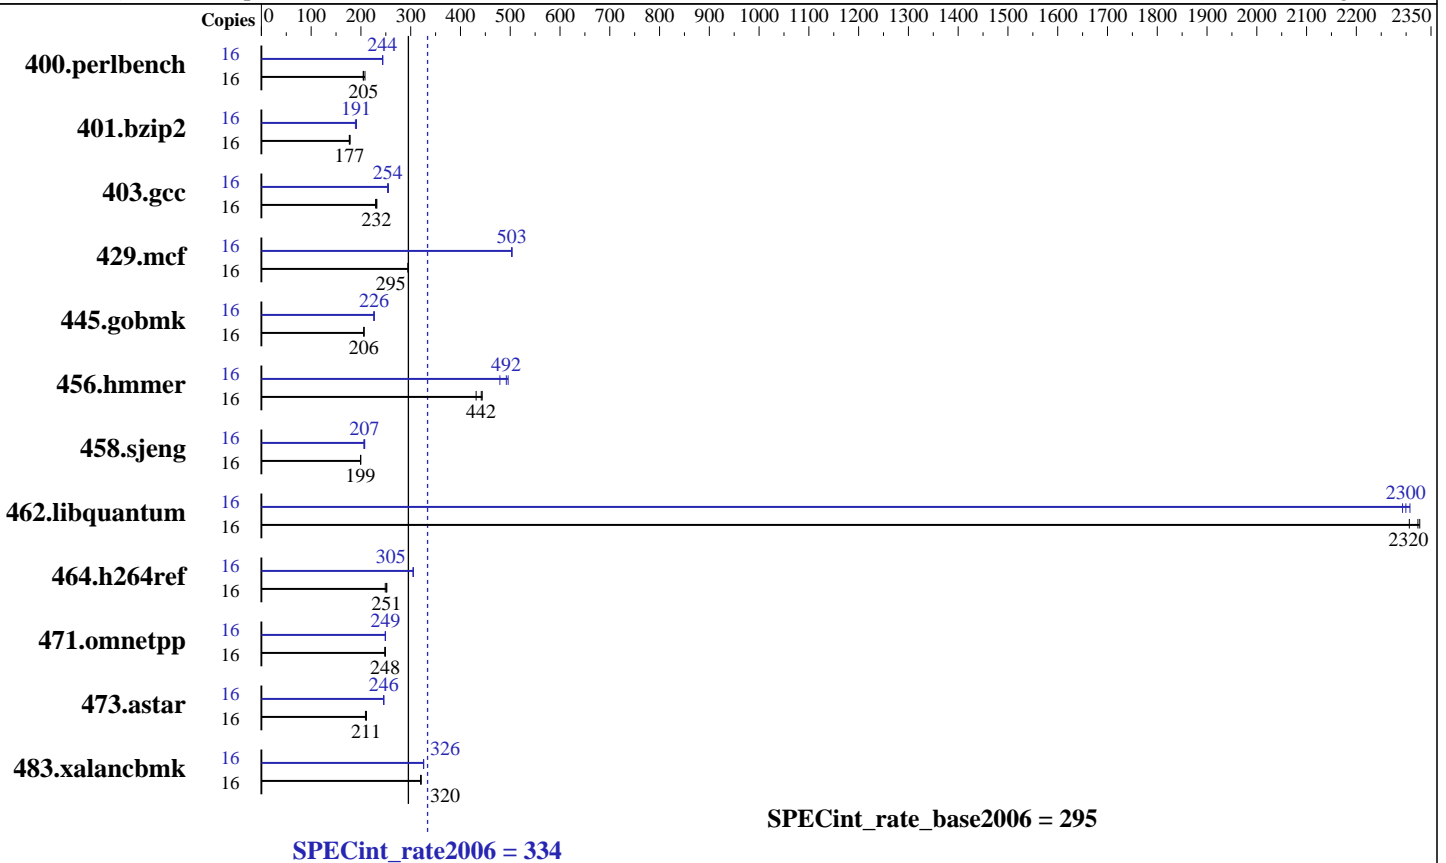 Copies 0 100 200 300 400 500 600 700 800 900 1000 1100 1200 1300 1400 1500 1600 1700 1800 1900 2000 2100 2200 2350
400.perlbench 16 244
16 205
401.bzip2 16 191
16 177
403.gcc 16 254
16 232
429.mcf 16 503
16 295
445.gobmk 16 226
16 206
456.hmmer 16 492
16 442
458.sjeng 16 207
16 199
462.libquantum 16 2300
16 2320
464.h264ref 16 305
16 251
471.omnetpp 16 249
16 248
473.astar 16 246
16 211
483.xalancbmk 16 326
16 320
SPECint_rate_base2006 = 295
SPECint_rate2006 = 334